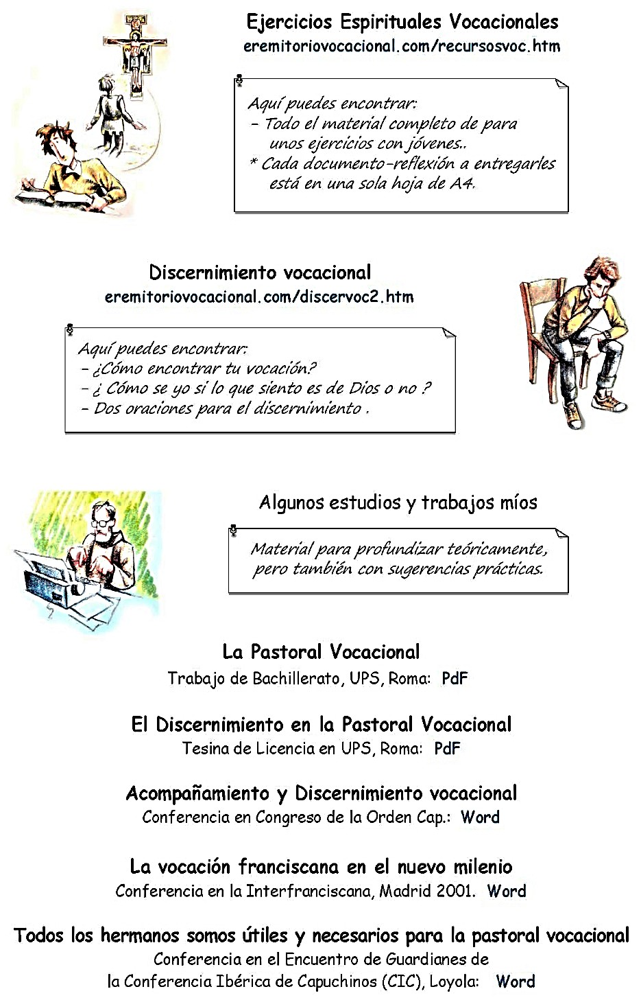 Ejercicios Espirituales Vocacionales
eremitoriovocacional.com/recursosvoc.htm
Aquí puedes encontrar:
- Todo el material completo de para
unos ejercicios con jóvenes..
* Cada documento-reflexión a entregarles
está en una sola hoja de A4.
Discernimiento vocacional
eremitoriovocacional.com/discervoc2.htm
Aquí puedes encontrar:
- ¿Cómo encontrar tu vocación?
- ¿ Cómo se yo si lo que siento es de Dios o no ?
- Dos oraciones para el discernimiento .
Algunos estudios y trabajos míos
Material para profundizar teóricamente,
pero también con sugerencias prácticas.
La Pastoral Vocacional
Trabajo de Bachillerato, UPS, Roma: PdF
El Discernimiento en la Pastoral Vocacional
Tesina de Licencia en UPS, Roma: PdF
Acompañamiento y Discernimiento vocacional
Conferencia en Congreso de la Orden Cap.: Word
La vocación franciscana en el nuevo milenio
Conferencia en la Interfranciscana, Madrid 2001. Word
Todos los hermanos somos útiles y necesarios para la pastoral vocacional
Conferencia en el Encuentro de Guardianes de
la Conferencia Ibérica de Capuchinos (CIC), Loyola: Word